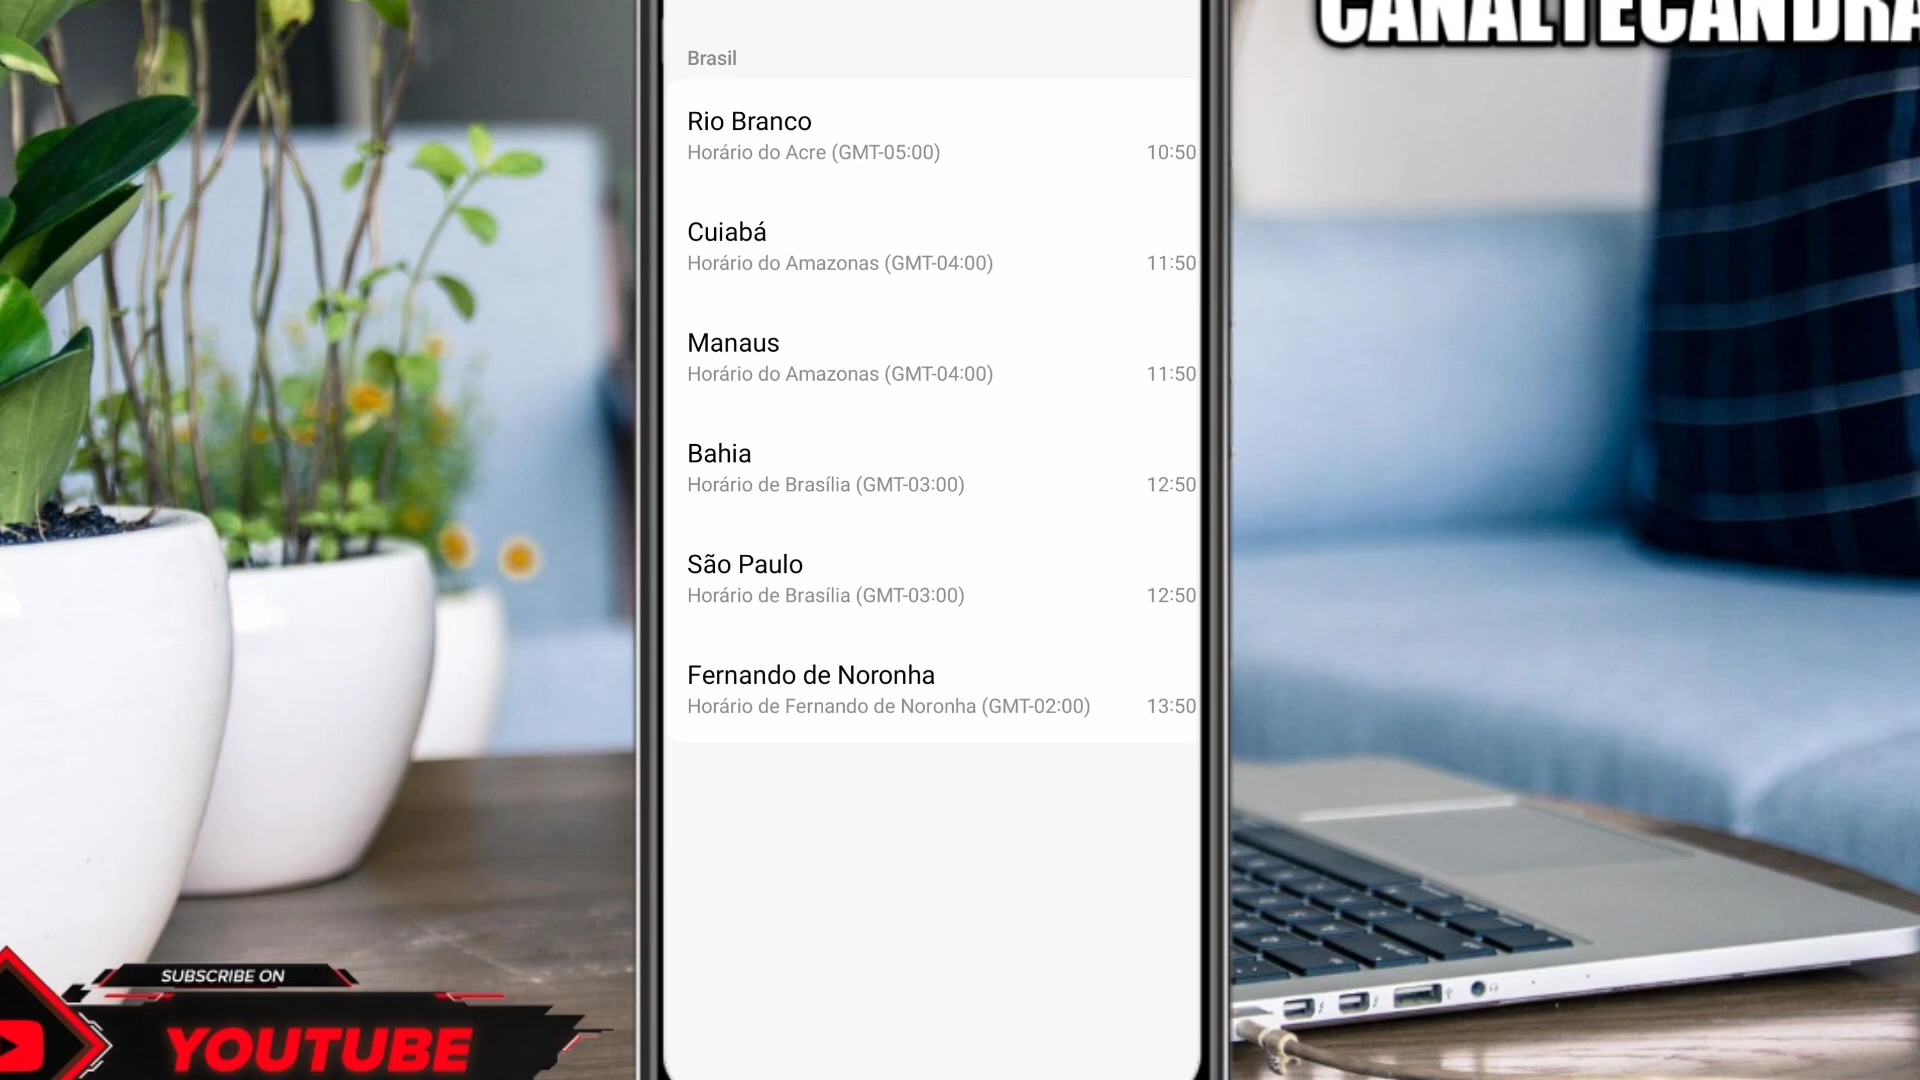 CANALTECANDRA
Brasil
Rio Branco
Horário do Acre (GMT-05:00) 10:50
Cuiabá
Horário do Amazonas (GMT-04:00) 11:50
Manaus
Horário do Amazonas (GMT-04:00) 11:50
Bahia
Horário de Brasília (GMT-03:00) 12:50
São Paulo
Horário de Brasília (GMT-03:00) 12:50
Fernando de Noronha
Horário de Fernando de Noronha (GMT-02:00) 13:50
SUBSCRIBE ON
YOUTUBE